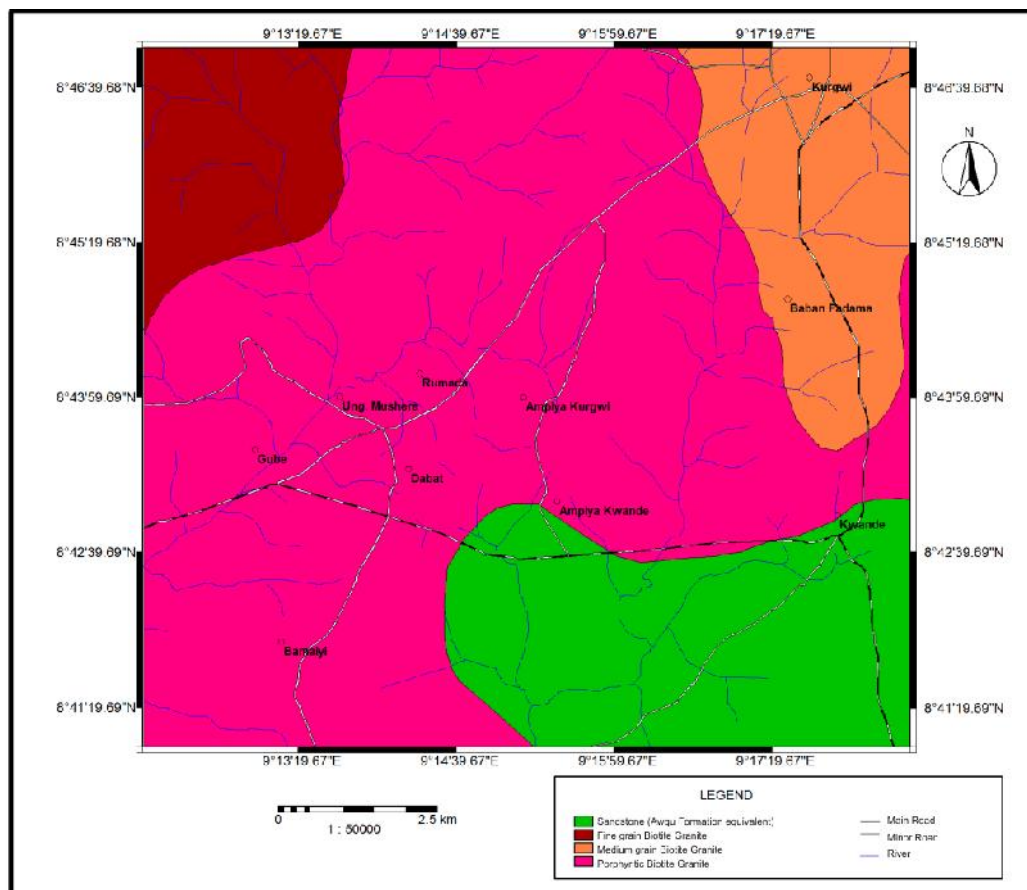 9°13'19.67"E 9°14'39.67"E 9°15'59.67"E 9°17'19.67"E
8°46'39.68"N 8°46'39.68"N
Kurgwi
N
8°45'19.68"N 8°45'19.68"N
Baban Fadama
Rumada
8°43'59.69"N 8°43'59.69"N
Ung. Mushere Ampiya Kurgwi
Gube
Dabat
Ampiya Kwande
Kwande
8°42'39.69"N 8°42'39.69"N
Bamaiyi
8°41'19.69"N 8°41'19.69"N
9°13'19.67"E 9°14'39.67"E 9°15'59.67"E 9°17'19.67"E
LEGEND
0 2.5 km
1 : 50000
Sandstone (Awgu Formation equivalent)
Fine grain Biotite Granite
Medium grain Biotite Granite
Porphyritic Biotite Granite
Main Road
Minor Road
River